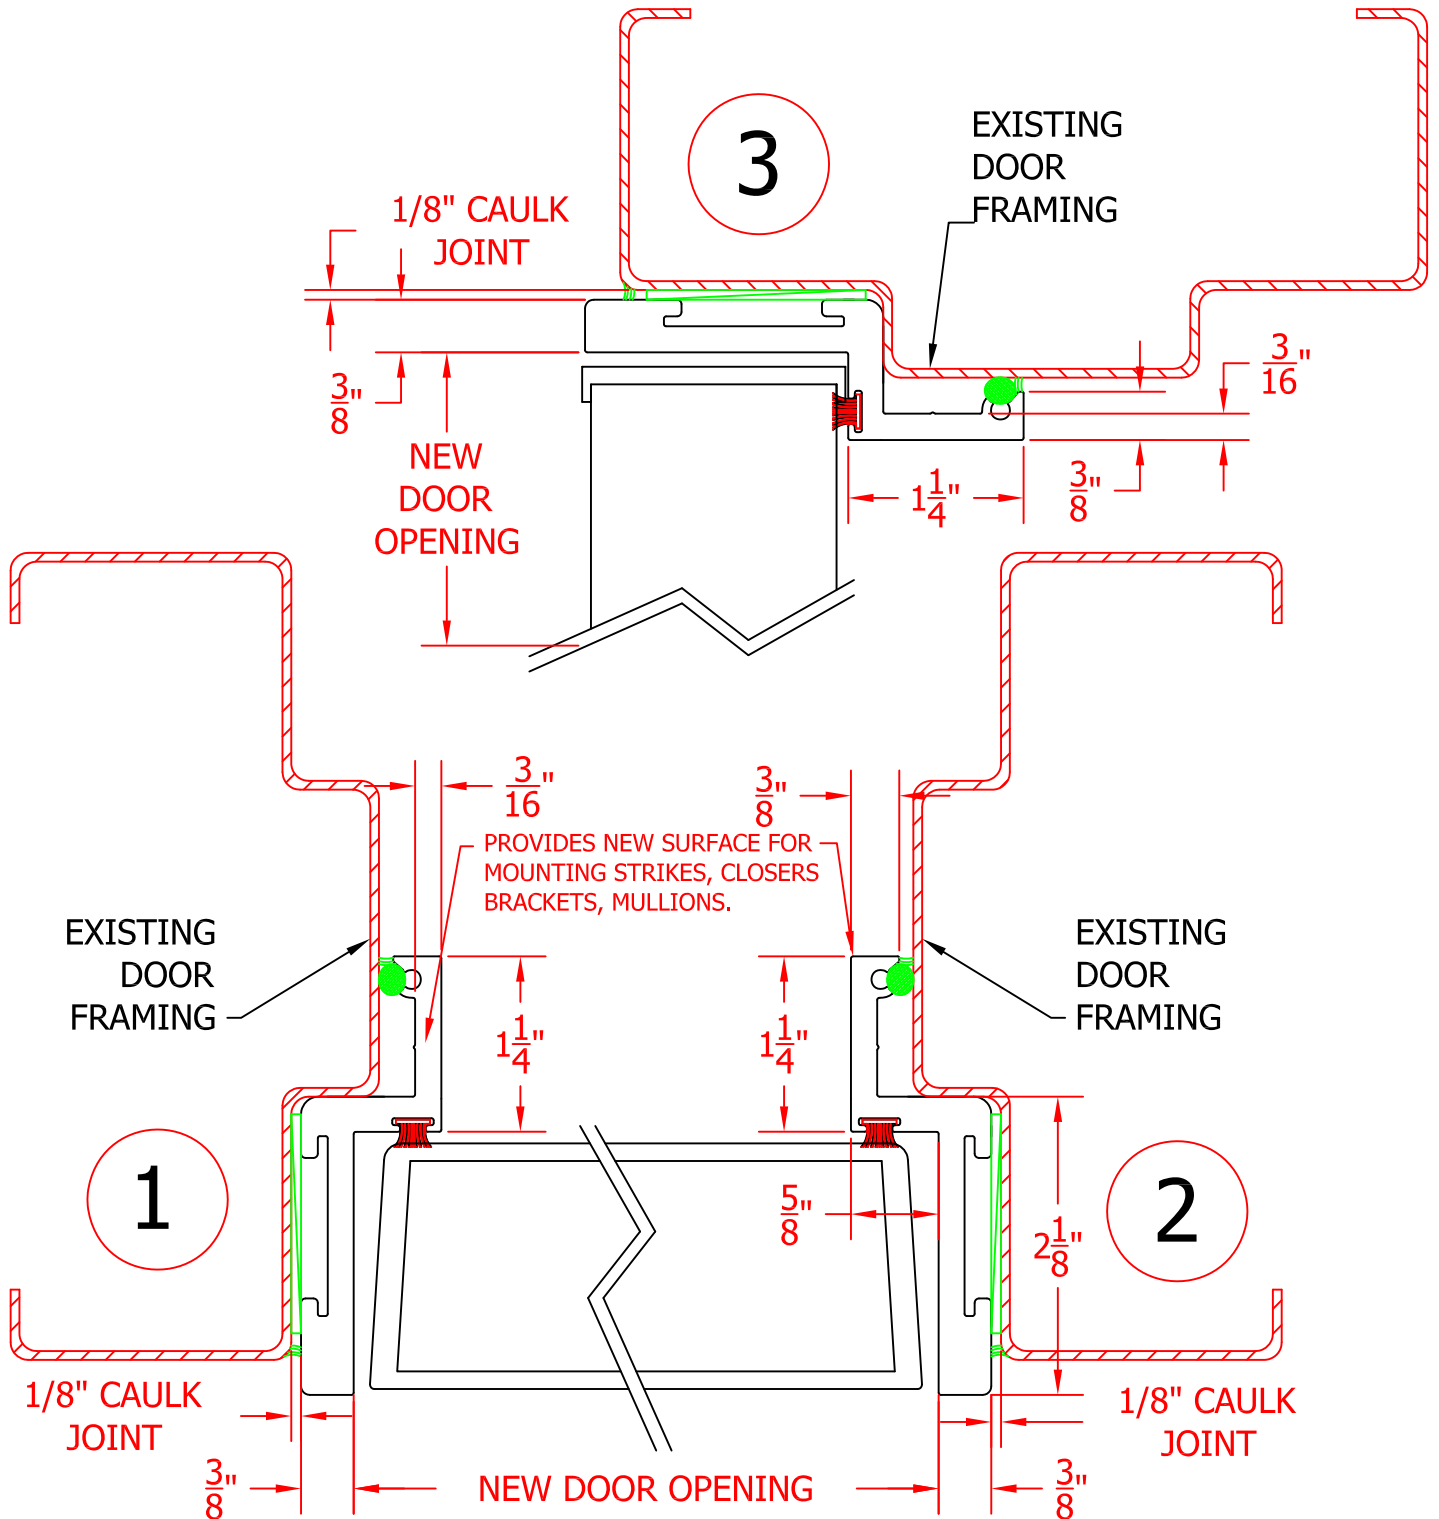 3
EXISTING
DOOR
FRAMING
1/8" CAULK
JOINT
3/16"
3/8"
NEW
DOOR
OPENING
1 1/4"
3/8"
3/16"
3/8"
PROVIDES NEW SURFACE FOR
MOUNTING STRIKES, CLOSERS
BRACKETS, MULLIONS.
EXISTING
DOOR
FRAMING
EXISTING
DOOR
FRAMING
1 1/4"
1 1/4"
1
5/8"
2
2 1/8"
1/8" CAULK
JOINT
1/8" CAULK
JOINT
3/8"
NEW DOOR OPENING
3/8"